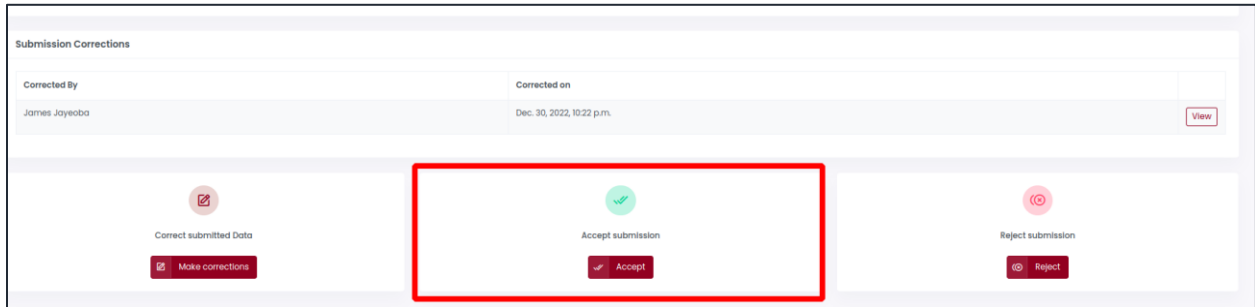 Submission Corrections
Corrected By Corrected on
James Jayeoba Dec. 30, 2022, 10:22 p.m. View
Correct submitted Data Accept submission Reject submission
Make corrections Accept Reject